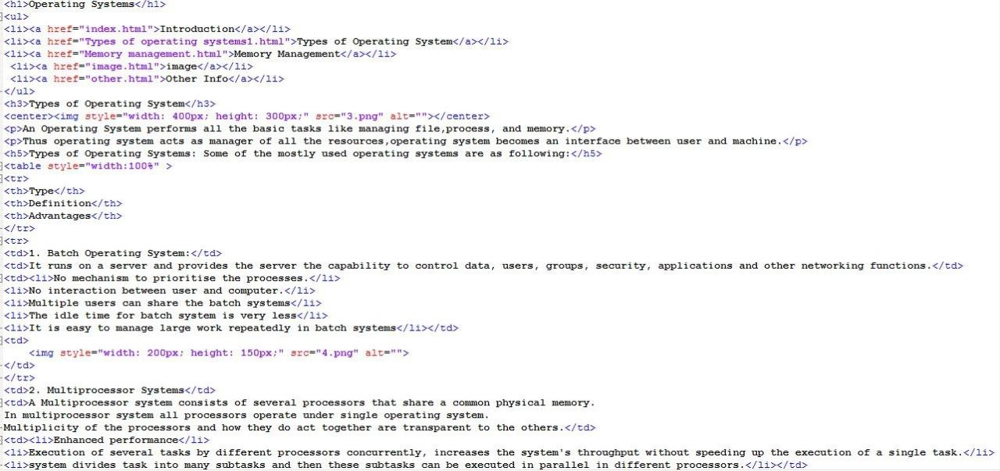 <h1>Operating Systems</h1>
<ul>
<li><a href="index.html">Introduction</a></li>
<li><a href="Types of operating systems1.html">Types of Operating System</a></li>
<li><a href="Memory management.html">Memory Management</a></li>
<li><a href="image.html">image</a></li>
<li><a href="other.html">Other Info</a></li>
</ul>
<h3>Types of Operating System</h3>
<center><img style="width: 400px; height: 300px;" src="3.png" alt=""></center>
<p>An Operating System performs all the basic tasks like managing file,process, and memory.</p>
<p>Thus operating system acts as manager of all the resources,operating system becomes an interface between user and machine.</p>
<h5>Types of Operating Systems: Some of the mostly used operating systems are as following:</h5>
<table style="width:100%" >
<tr>
<th>Type</th>
<th>Definition</th>
<th>Advantages</th>
</tr>
<tr>
<td>1. Batch Operating System:</td>
<td>It runs on a server and provides the server the capability to control data, users, groups, security, applications and other networking functions.</td>
<td><li>No mechanism to prioritise the processes.</li>
<li>No interaction between user and computer.</li>
<li>Multiple users can share the batch systems</li>
<li>The idle time for batch system is very less</li>
<li>It is easy to manage large work repeatedly in batch systems</li></td>
<td>
<img style="width: 200px; height: 150px;" src="4.png" alt="">
</td>
</tr>
<td>2. Multiprocessor Systems</td>
<td>A Multiprocessor system consists of several processors that share a common physical memory.
In multiprocessor system all processors operate under single operating system.
Multiplicity of the processors and how they do act together are transparent to the others.</td>
<td><li>Enhanced performance</li>
<li>Execution of several tasks by different processors concurrently, increases the system's throughput without speeding up the execution of a single task.</li>
<li>system divides task into many subtasks and then these subtasks can be executed in parallel in different processors.</li></td>